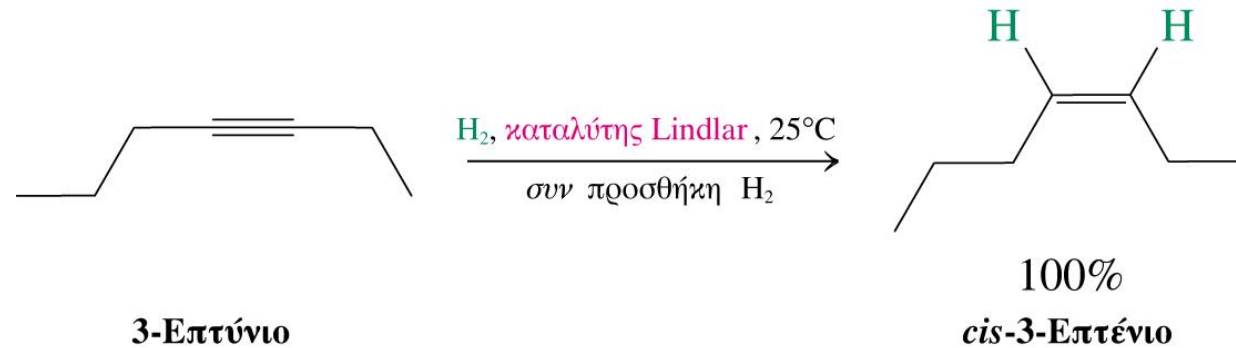 H H
H₂, καταλύτης Lindlar, 25°C
συν προσθήκη H₂
100%
3-Επτύνιο
cis-3-Επτένιο